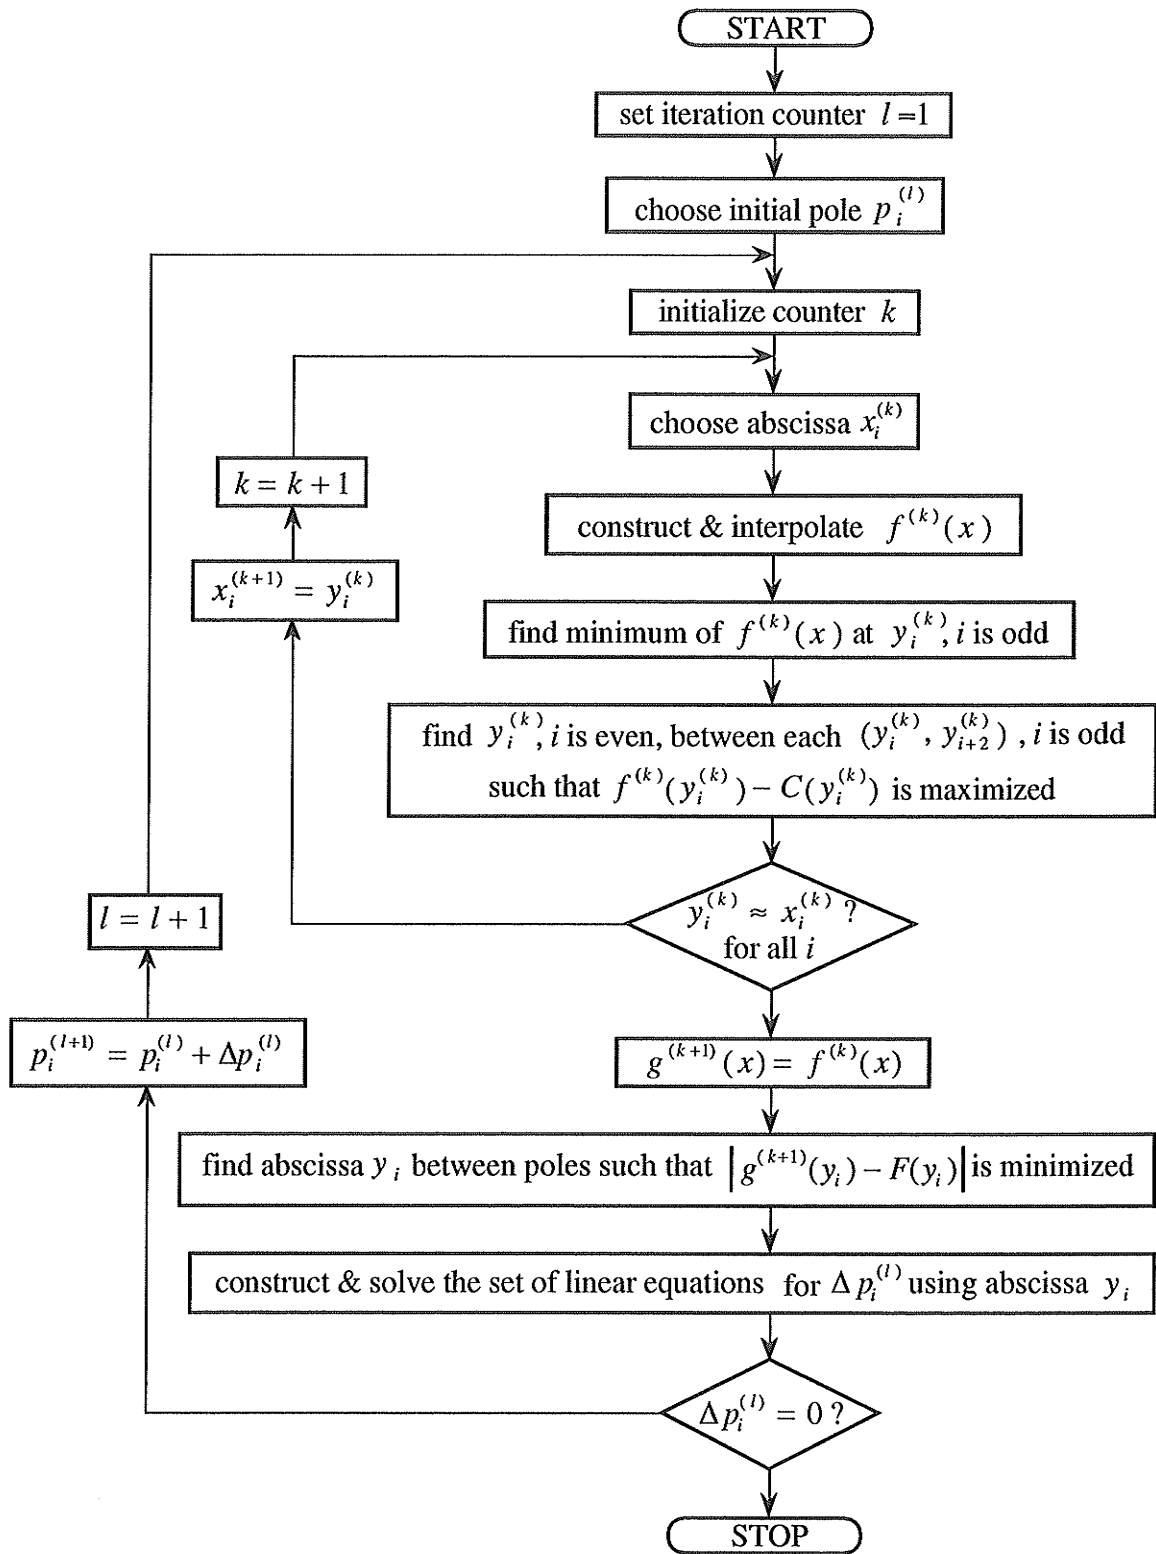 START
set iteration counter l =1
choose initial pole p_i^{(l)}
initialize counter k
choose abscissa x_i^{(k)}
k = k + 1
construct & interpolate f^{(k)}(x)
x_i^{(k+1)} = y_i^{(k)}
find minimum of f^{(k)}(x) at y_i^{(k)}, i is odd
find y_i^{(k)}, i is even, between each (y_i^{(k)}, y_{i+2}^{(k)}) , i is odd
such that f^{(k)}(y_i^{(k)}) − C(y_i^{(k)}) is maximized
l = l + 1
y_i^{(k)} ≈ x_i^{(k)} ?
for all i
p_i^{(l+1)} = p_i^{(l)} + Δp_i^{(l)}
g^{(k+1)}(x) = f^{(k)}(x)
find abscissa y_i between poles such that |g^{(k+1)}(y_i) − F(y_i)| is minimized
construct & solve the set of linear equations for Δ p_i^{(l)} using abscissa y_i
Δ p_i^{(l)} = 0 ?
STOP